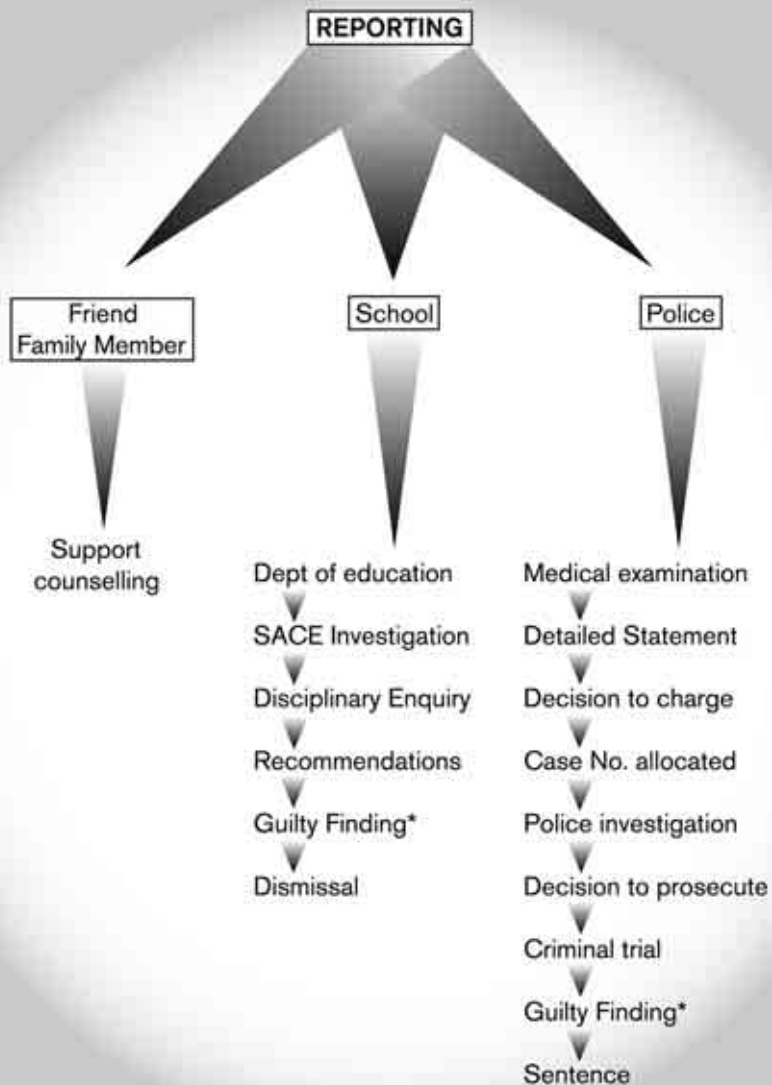 REPORTING
Friend
Family Member
Support
counselling
School
Dept of education
SACE Investigation
Disciplinary Enquiry
Recommendations
Guilty Finding*
Dismissal
Police
Medical examination
Detailed Statement
Decision to charge
Case No. allocated
Police investigation
Decision to prosecute
Criminal trial
Guilty Finding*
Sentence